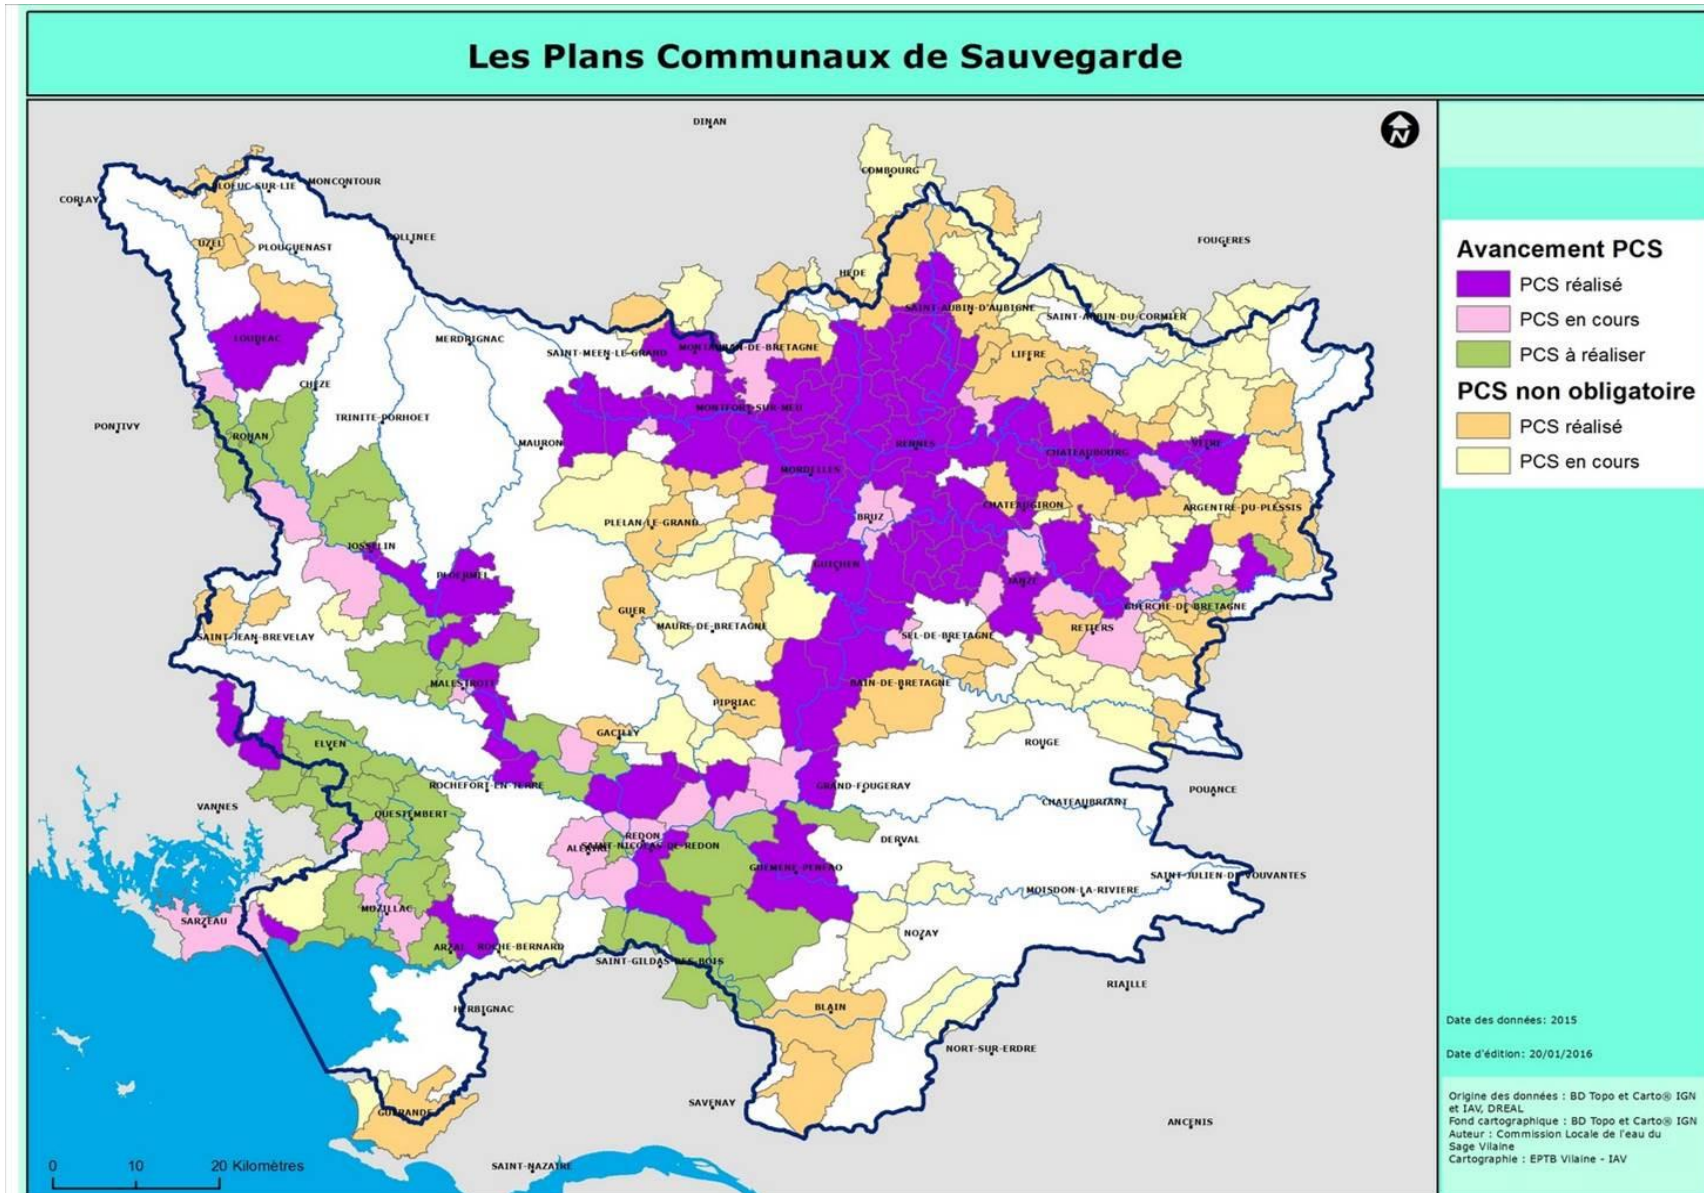 Les Plans Communaux de Sauvegarde
DINAN
N
COMBOURG
MONCONTOUR
CORLAY
COLLINEE
FOUGERES
UZEL
PLOUGUENAST
HEDE
SAINT-AUBIN-D'AUBIGNE
SAINT-AUBIN-DU-CORMIER
LOUDEAC
MERDRIGNAC
SAINT-MEEN-LE-GRAND
MONTAUBAN-DE-BRETAGNE
LIFFRE
CHEZE
MONTFORT-SUR-MEU
TRINITE-PORHOET
PONTIVY
ROHAN
MAURON
RENNES
VITRE
CHATEAUBOURG
MORDELLES
CHATEAUGIRON
ARGENTRE-DU-PLESSIS
PLELAN-LE-GRAND
BRUZ
JOSSELIN
PLOERMEL
GUICHEN
JANZE
GUERCHE-DE-BRETAGNE
GUER
MAURE-DE-BRETAGNE
RETIERS
SAINT-JEAN-BREVELAY
SEL-DE-BRETAGNE
MALESTROIT
BAIN-DE-BRETAGNE
PIPRIAC
GACILLY
ELVEN
ROUGE
ROCHEFORT-EN-TERRE
GRAND-FOUGERAY
POUANCE
VANNES
CHATEAUBRIANT
QUESTEMBERT
REDON
ALLAIRE
SAINT-NICOLAS-DE-REDON
DERVAL
GUEMENE-PENFAO
SAINT-JULIEN-DE-VOUVANTES
MOISDON-LA-RIVIERE
MUZILLAC
SARZEAU
NOZAY
ARZAL
ROCHE-BERNARD
SAINT-GILDAS-DES-BOIS
RIAILLE
HERBIGNAC
BLAIN
NORT-SUR-ERDRE
SAVENAY
GUERANDE
ANCENIS
SAINT-NAZAIRE
0 10 20 Kilomètres
Avancement PCS
PCS réalisé
PCS en cours
PCS à réaliser
PCS non obligatoire
PCS réalisé
PCS en cours
Date des données: 2015
Date d'édition: 20/01/2016
Origine des données : BD Topo et Carto® IGN
et IAV, DREAL
Fond cartographique : BD Topo et Carto® IGN
Auteur : Commission Locale de l'eau du
Sage Vilaine
Cartographie : EPTB Vilaine - IAV